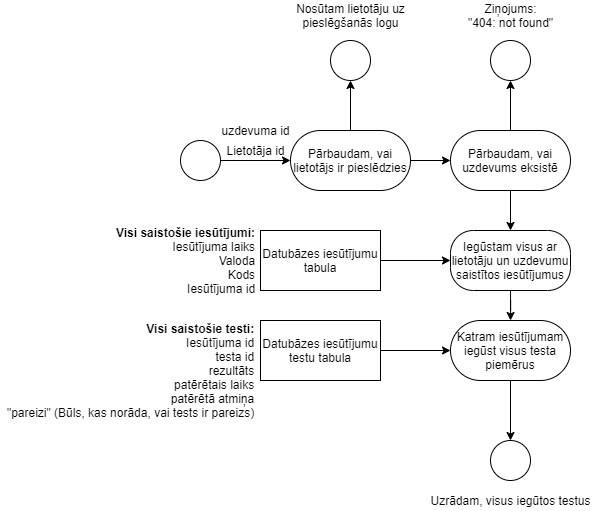 Nosūtam lietotāju uz
pieslēgšanās logu
Ziņojums:
"404: not found"
uzdevuma id
Lietotāja id
Pārbaudam, vai
lietotājs ir pieslēdzies
Pārbaudam, vai
uzdevums eksistē
Visi saistošie iesūtījumi:
Iesūtījuma laiks
Valoda
Kods
Iesūtījuma id
Datubāzes iesūtījumu
tabula
Iegūstam visus ar
lietotāju un uzdevumu
saistītos iesūtījumus
Visi saistošie testi:
Iesūtījuma id
testa id
rezultāts
patērētais laiks
patērētā atmiņa
"pareizi" (Būls, kas norāda, vai tests ir pareizs)
Datubāzes iesūtījumu
testu tabula
Katram iesūtījumam
iegūst visus testa
piemērus
Uzrādam, visus iegūtos testus